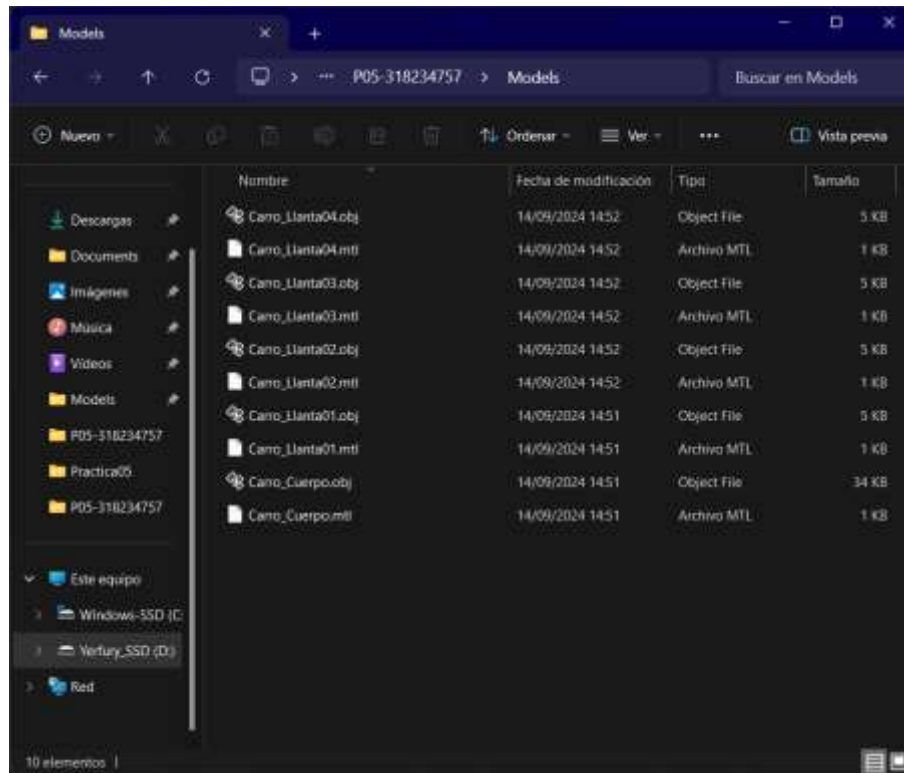 Models
P05-318234757 > Models Buscar en Models
Nuevo Ordenar Ver ... Vista previa
Nombre Fecha de modificación Tipo Tamaño
Descargas
Documents
Imágenes
Música
Vídeos
Models
P05-318234757
Practica05
P05-318234757
Este equipo
Windows-SSD (C:
Yerfury_SSD (D:)
Red
Carro_Llanta04.obj 14/09/2024 14:52 Object File 5 KB
Carro_Llanta04.mtl 14/09/2024 14:52 Archivo MTL 1 KB
Carro_Llanta03.obj 14/09/2024 14:52 Object File 5 KB
Carro_Llanta03.mtl 14/09/2024 14:52 Archivo MTL 1 KB
Carro_Llanta02.obj 14/09/2024 14:52 Object File 5 KB
Carro_Llanta02.mtl 14/09/2024 14:52 Archivo MTL 1 KB
Carro_Llanta01.obj 14/09/2024 14:51 Object File 5 KB
Carro_Llanta01.mtl 14/09/2024 14:51 Archivo MTL 1 KB
Carro_Cuerpo.obj 14/09/2024 14:51 Object File 34 KB
Carro_Cuerpo.mtl 14/09/2024 14:51 Archivo MTL 1 KB
10 elementos